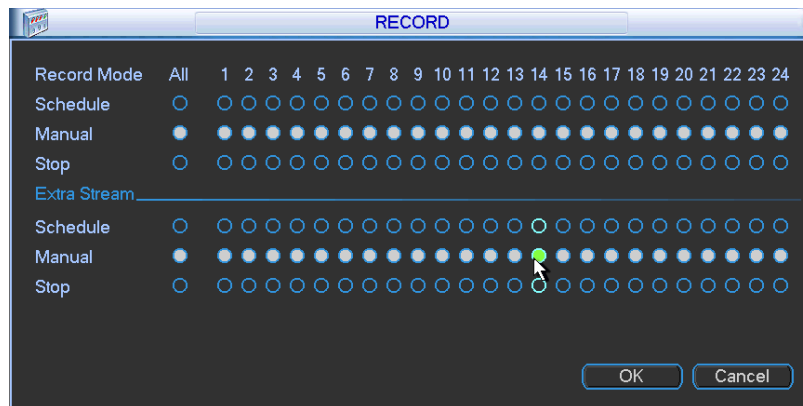 RECORD
Record Mode All 1 2 3 4 5 6 7 8 9 10 11 12 13 14 15 16 17 18 19 20 21 22 23 24
Schedule
Manual
Stop
Extra Stream
Schedule
Manual
Stop
OK Cancel